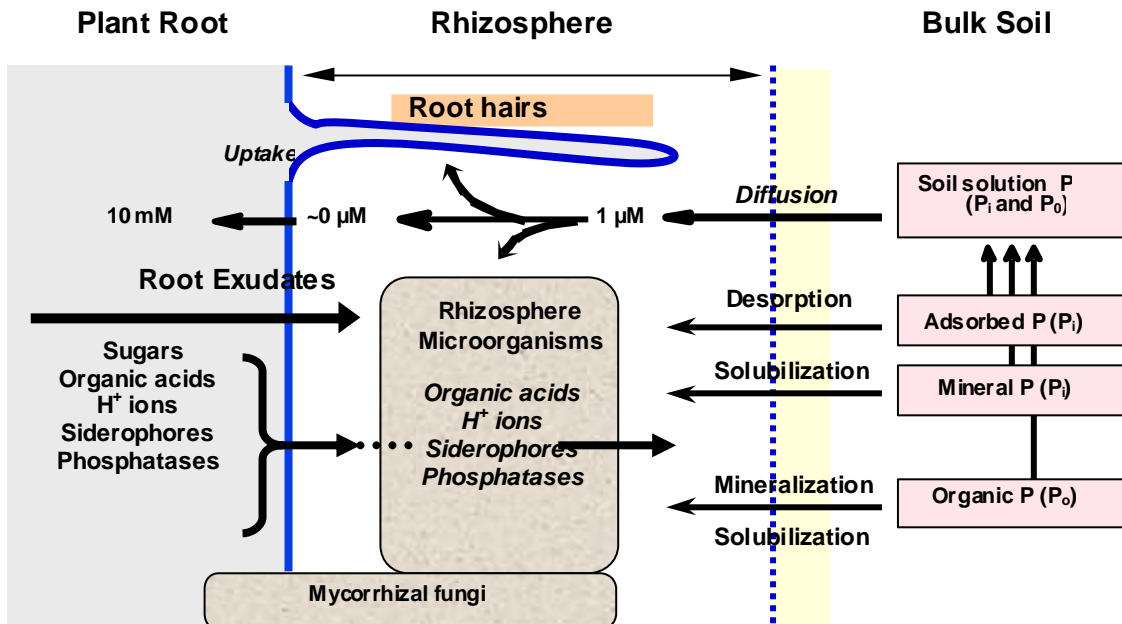 Plant Root
Rhizosphere
Bulk Soil
Root hairs
Uptake
Diffusion
Soil solution P
(Pi and P0)
10 mM
~0 µM
1 µM
Root Exudates
Sugars
Organic acids
H+ ions
Siderophores
Phosphatases
Rhizosphere
Microorganisms
Organic acids
H+ ions
Siderophores
Phosphatases
Desorption
Adsorbed P (Pi)
Solubilization
Mineral P (Pi)
Mineralization
Organic P (Po)
Solubilization
Mycorrhizal fungi